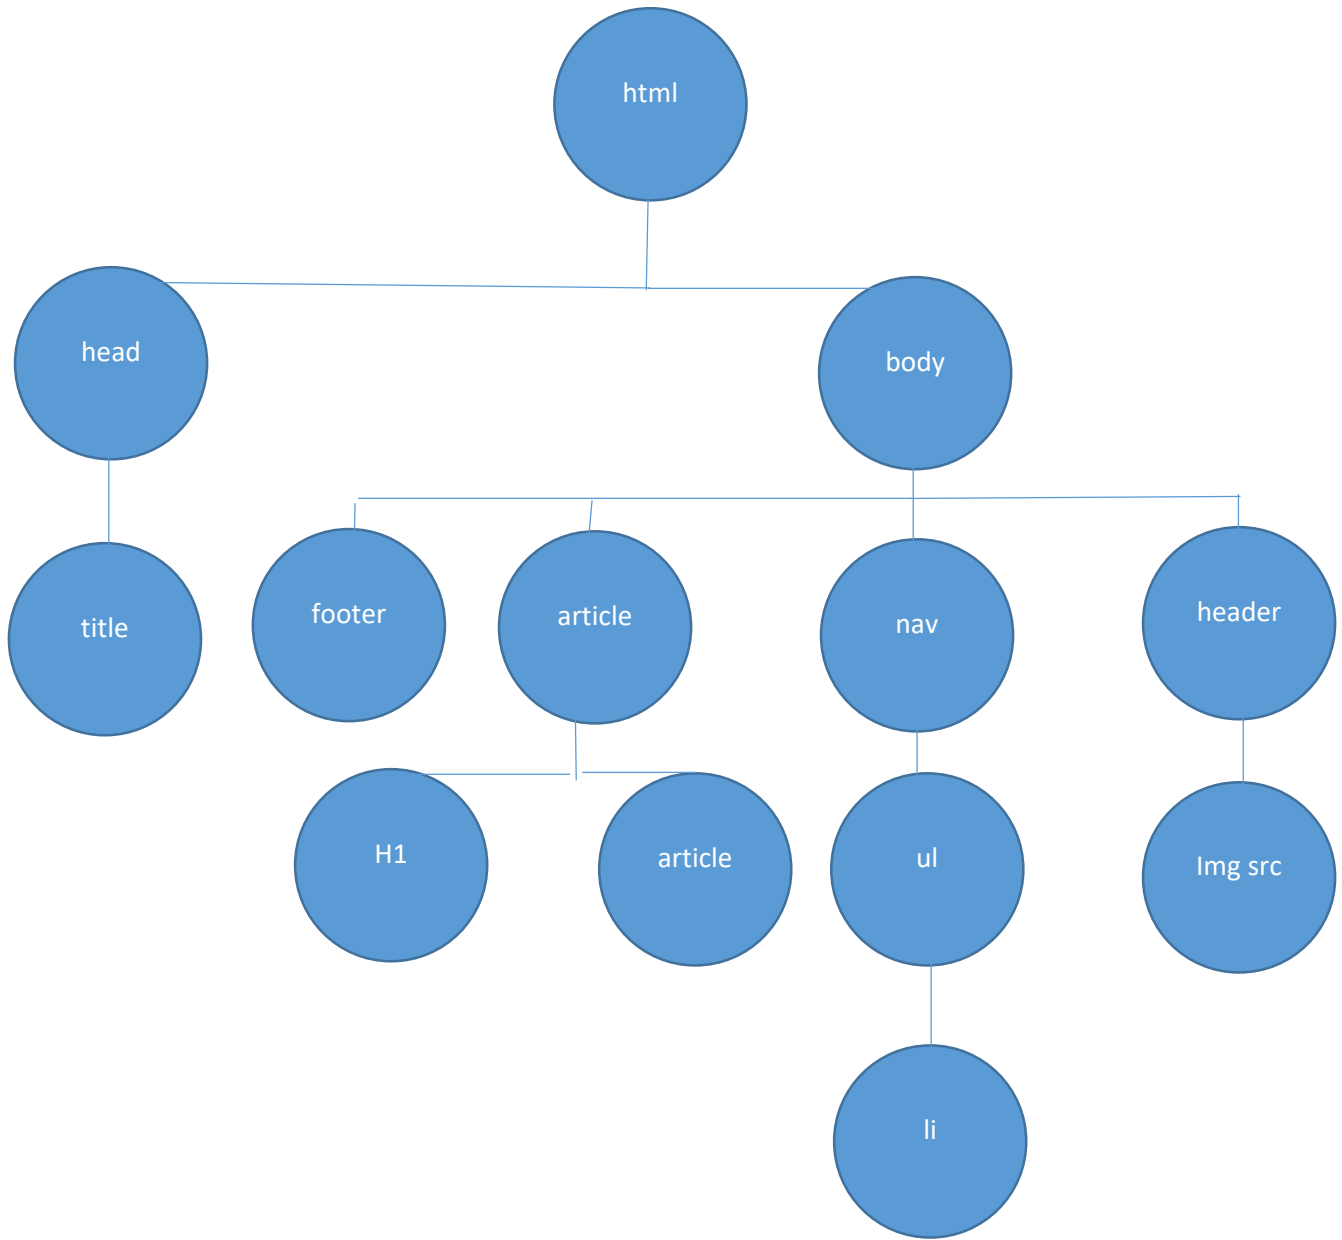 html
head
body
title
footer
article
nav
header
H1
article
ul
Img src
li